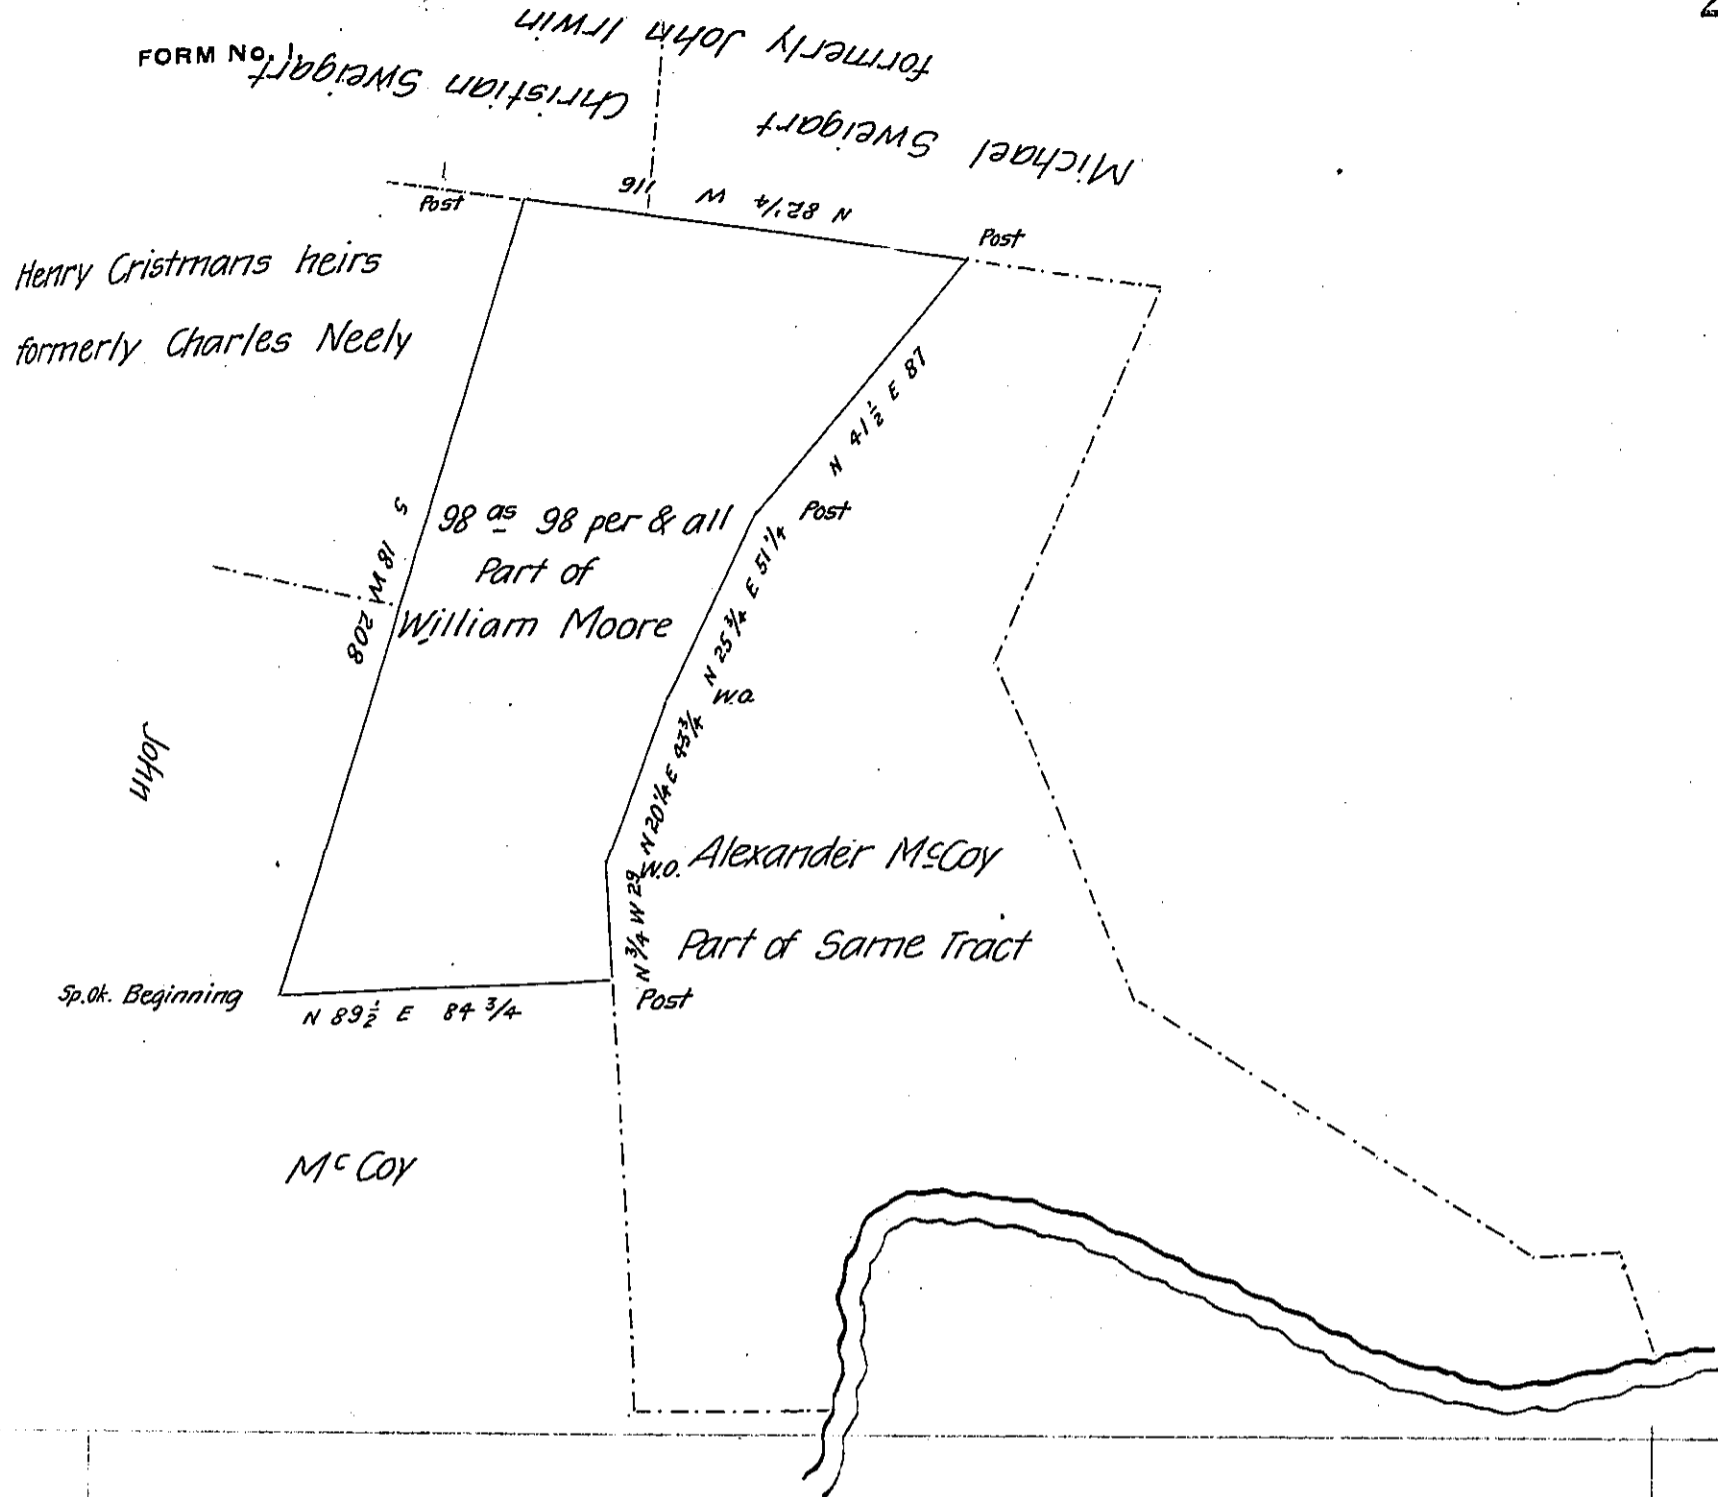 FORM No. 1.
formerly John Irwin
Christian Sweigart
Michael Sweigart
Post
N 82 1/4 W 116
Post
Henry Cristmans heirs
formerly Charles Neely
N 41 1/2 E 87
Post
S 18 W 208
98 as 98 per & all
Part of
William Moore
N 25 3/4 E 51 1/4
W.O.
N 20 1/4 E 43 3/4
John
W.O.
Alexander McCoy
N 3/4 W 29
Part of Same Tract
Sp.Ok. Beginning
Post
N 89 1/2 E 84 3/4
McCoy